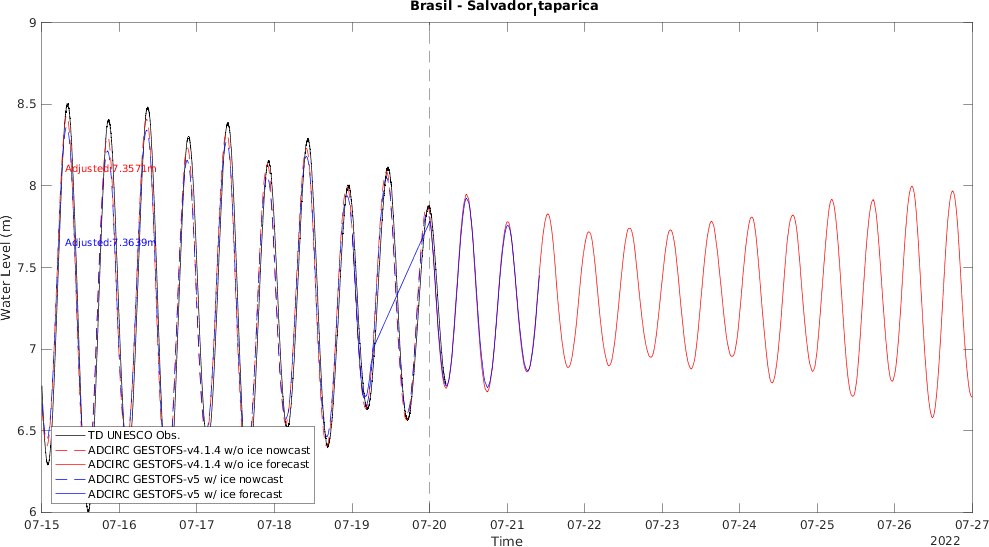 Brasil - Salvador_Itaparica
9
8.5
8
7.5
7
6.5
6
Water Level (m)
Adjusted:7.3571m
Adjusted:7.3639m
TD UNESCO Obs.
ADCIRC GESTOFS-v4.1.4 w/o ice nowcast
ADCIRC GESTOFS-v4.1.4 w/o ice forecast
ADCIRC GESTOFS-v5 w/ ice nowcast
ADCIRC GESTOFS-v5 w/ ice forecast
07-15 07-16 07-17 07-18 07-19 07-20 07-21 07-22 07-23 07-24 07-25 07-26 07-27
Time
2022